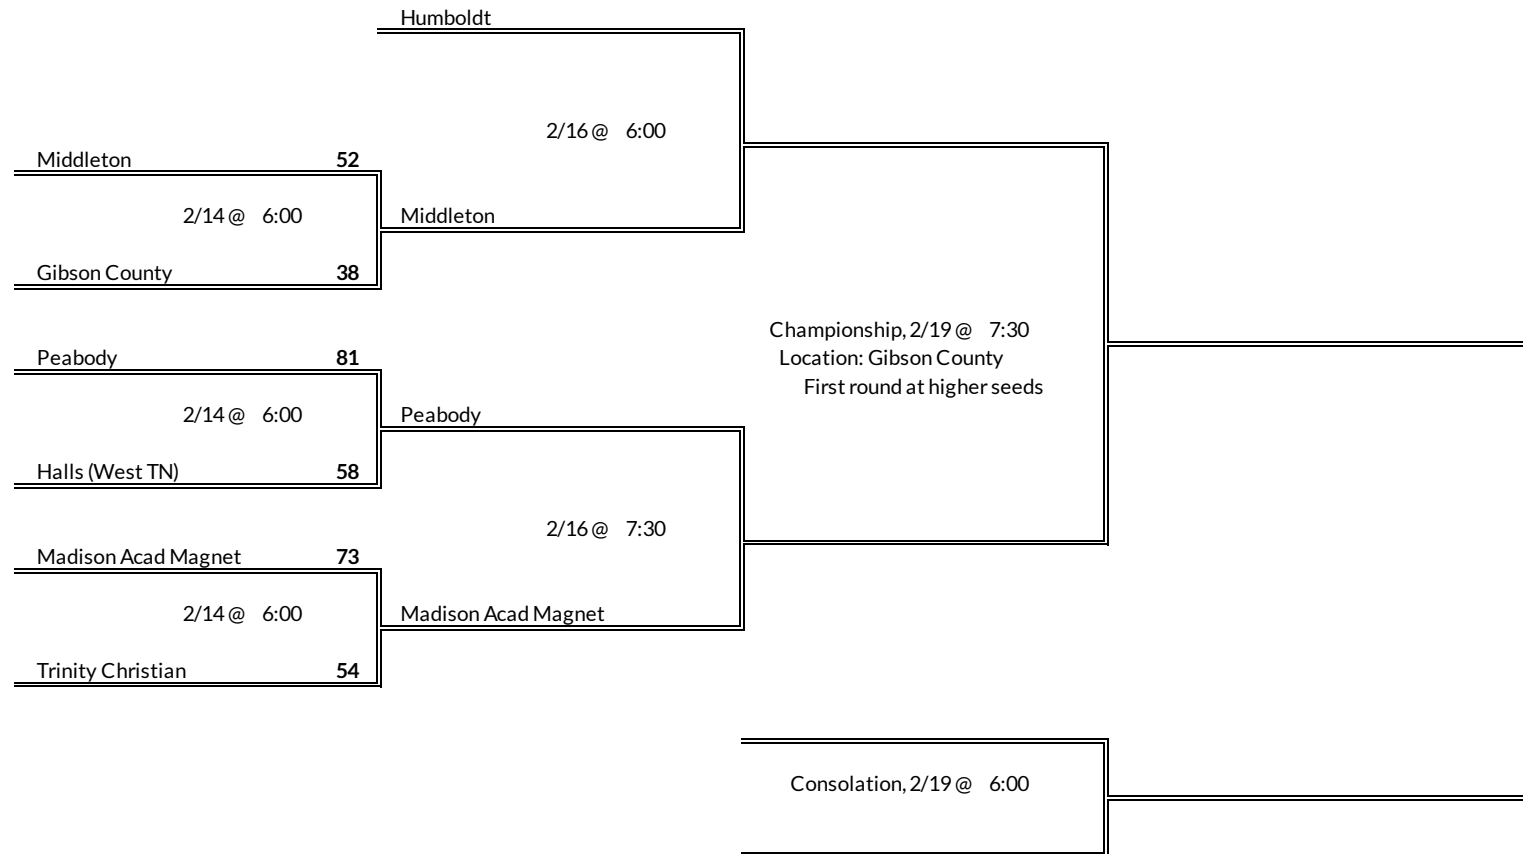 Humboldt
2/16 @ 6:00
Middleton 52
2/14 @ 6:00
Middleton
Gibson County 38
Championship, 2/19 @ 7:30
Location: Gibson County
First round at higher seeds
Peabody 81
2/14 @ 6:00
Peabody
Halls (West TN) 58
2/16 @ 7:30
Madison Acad Magnet 73
2/14 @ 6:00
Madison Acad Magnet
Trinity Christian 54
Consolation, 2/19 @ 6:00